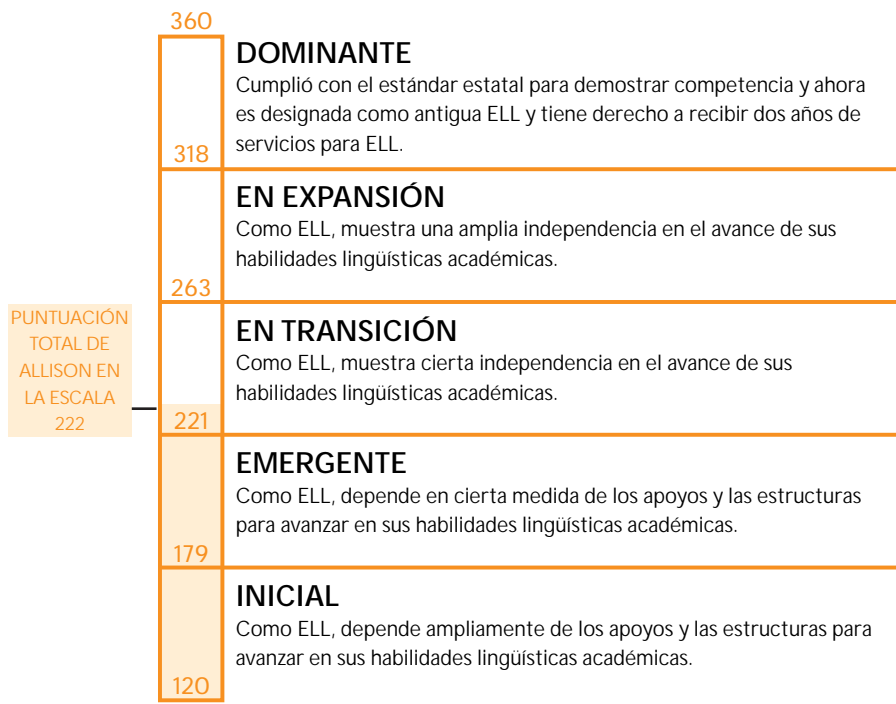 360
DOMINANTE
Cumplió con el estándar estatal para demostrar competencia y ahora
es designada como antigua ELL y tiene derecho a recibir dos años de
servicios para ELL.
318
EN EXPANSIÓN
Como ELL, muestra una amplia independencia en el avance de sus
habilidades lingüísticas académicas.
263
PUNTUACIÓN
TOTAL DE
ALLISON EN
LA ESCALA
222
EN TRANSICIÓN
Como ELL, muestra cierta independencia en el avance de sus
habilidades lingüísticas académicas.
221
EMERGENTE
Como ELL, depende en cierta medida de los apoyos y las estructuras
para avanzar en sus habilidades lingüísticas académicas.
179
INICIAL
Como ELL, depende ampliamente de los apoyos y las estructuras para
avanzar en sus habilidades lingüísticas académicas.
120